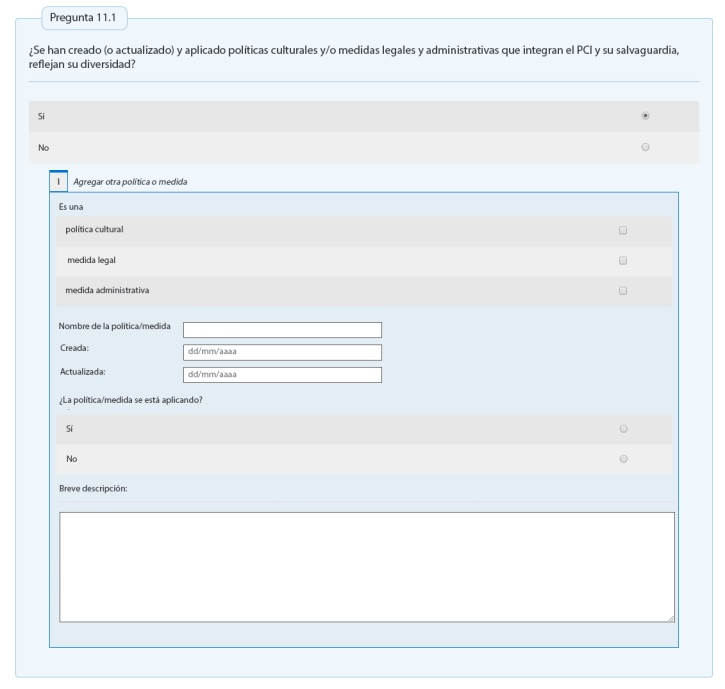 Pregunta 11.1
¿Se han creado (o actualizado) y aplicado políticas culturales y/o medidas legales y administrativas que integran el PCI y su salvaguardia,
reflejan su diversidad?
Sí
No
I Agregar otra política o medida
Es una
política cultural
medida legal
medida administrativa
Nombre de la política/medida
Creada: dd/mm/aaaa
Actualizada: dd/mm/aaaa
¿La política/medida se está aplicando?
Sí
No
Breve descripción: